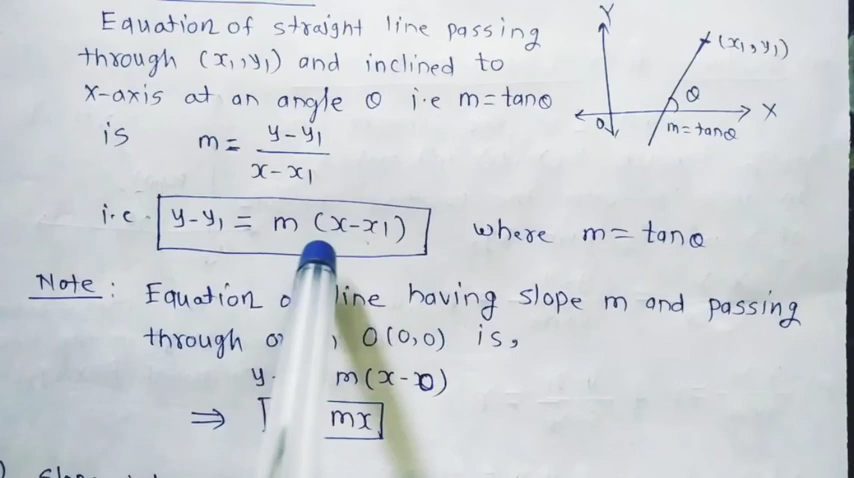 Equation of straight line passing
through (x₁, y₁) and inclined to
x-axis at an angle θ i.e m = tanθ
is m = y - y₁ / x - x₁
i.e. y - y₁ = m (x - x₁) where m = tanθ
Note : Equation line having slope m and passing
through O(0,0) is,
y m(x - 0)
⇒ mx
Y
(x₁, y₁)
θ
X
O
m = tanθ